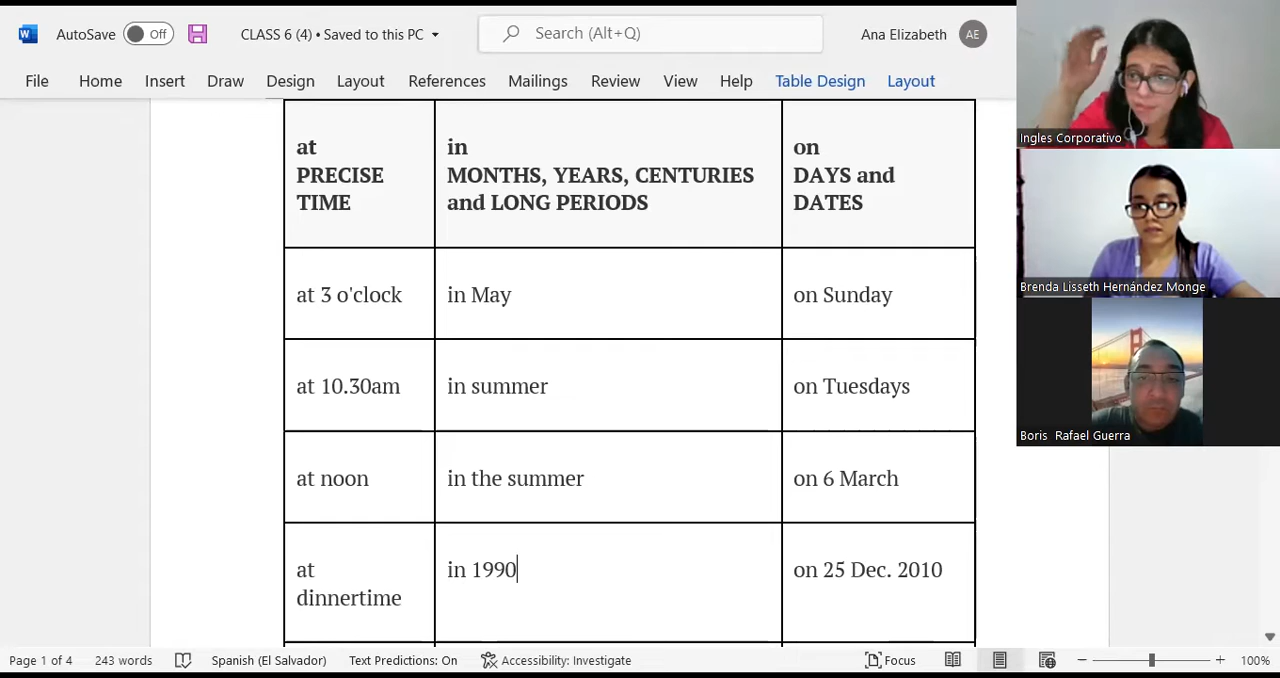 AutoSave Off CLASS 6 (4) • Saved to this PC Search (Alt+Q) Ana Elizabeth AE
File Home Insert Draw Design Layout References Mailings Review View Help Table Design Layout
at
PRECISE
TIME
in
MONTHS, YEARS, CENTURIES
and LONG PERIODS
on
DAYS and
DATES
at 3 o'clock
in May
on Sunday
at 10.30am
in summer
on Tuesdays
at noon
in the summer
on 6 March
at
dinnertime
in 1990
on 25 Dec. 2010
Ingles Corporativo
Brenda Lisseth Hernández Monge
Boris Rafael Guerra
Page 1 of 4 243 words Spanish (El Salvador) Text Predictions: On Accessibility: Investigate Focus 100%